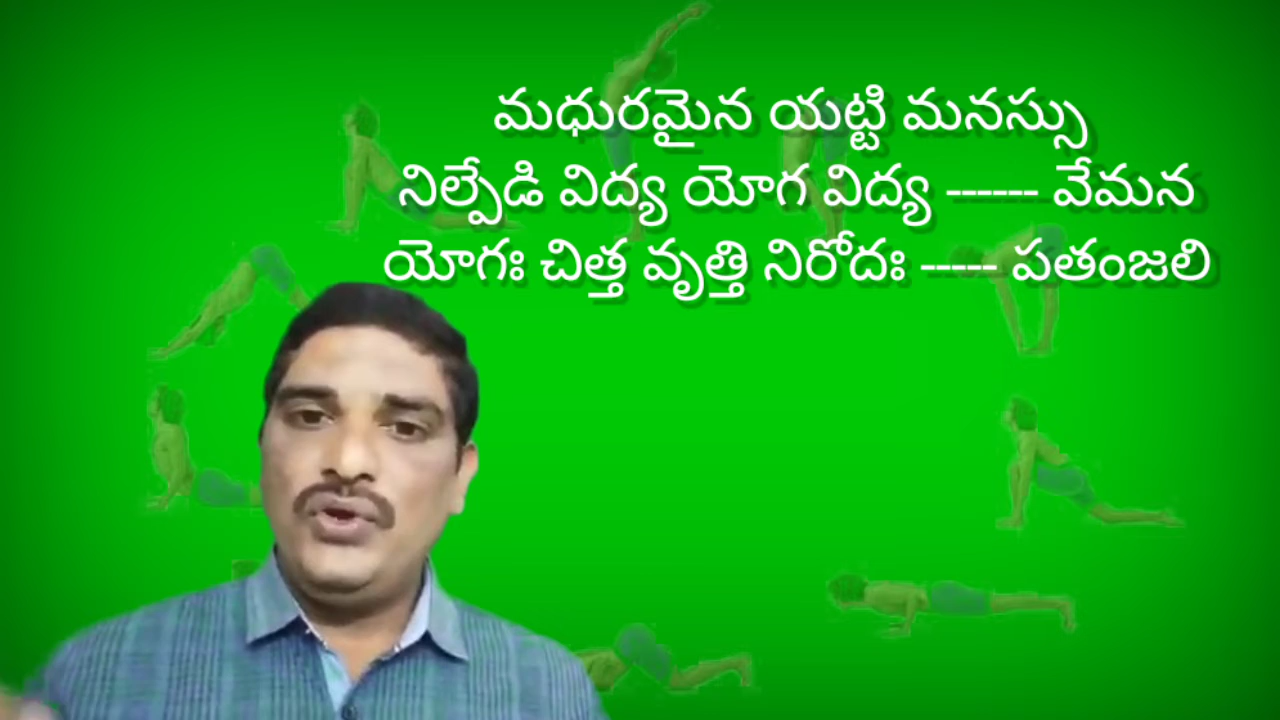 మధురమైన యట్టి మనస్సు
నిల్పేడి విద్య యోగ విద్య ------ వేమన
యోగః చిత్త వృత్తి నిరోదః ----- పతంజలి